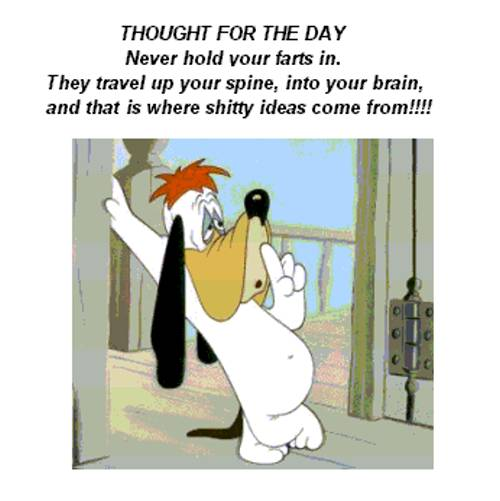 THOUGHT FOR THE DAY
Never hold your farts in.
They travel up your spine, into your brain,
and that is where shitty ideas come from!!!!